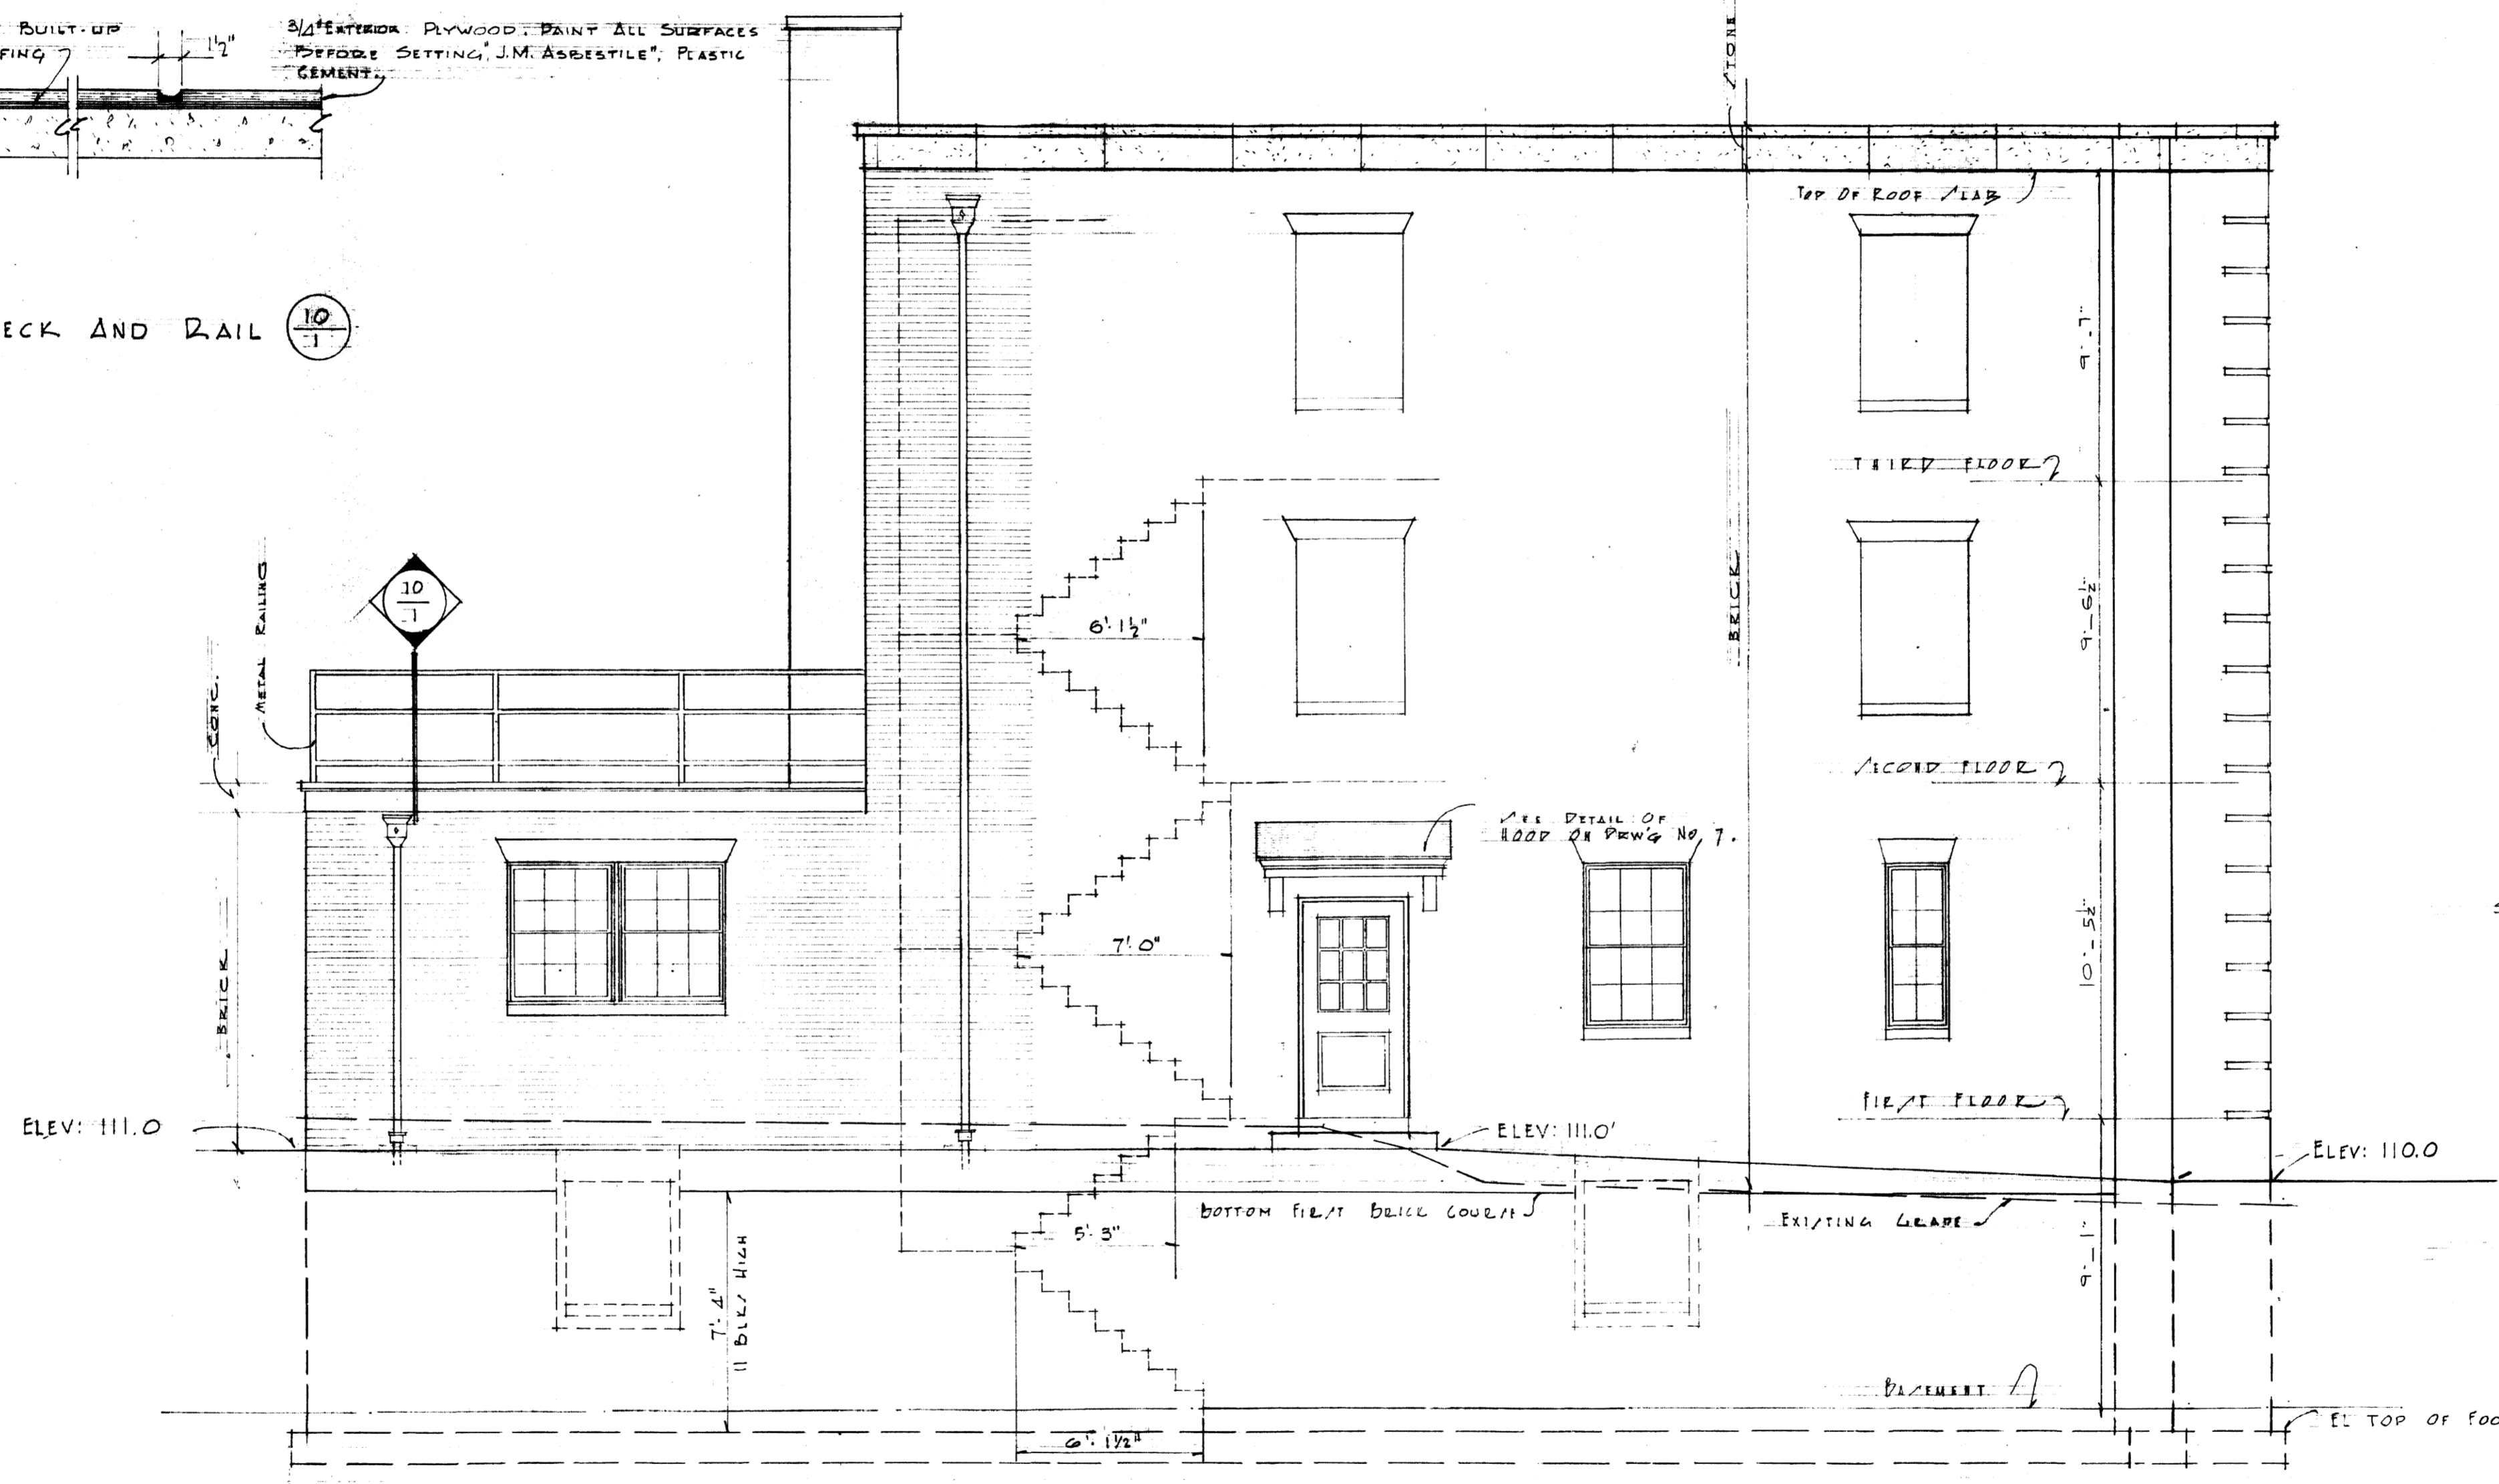 BUILT-UP
FING
1½"
3/4" EXTERIOR PLYWOOD. PAINT ALL SURFACES
BEFORE SETTING, "J.M. ASBESTILE", PLASTIC
CEMENT.
STONE
TOP OF ROOF SLAB
ECK AND RAIL
10
1
9'-7"
THIRD FLOOR
METAL RAILING
10
1
6'-1½"
BRICK
9'-6½"
CONC.
SECOND FLOOR
SEE DETAIL OF
HOOD ON DRW'G NO. 7.
7'-0"
10'-5½"
BRICK
FIRST FLOOR
ELEV: 111.0
ELEV: 111.0'
ELEV: 110.0
BOTTOM FIRST BRICK COURSE
EXISTING GRADE
5'-3"
7'-4"
11 BLKS HIGH
9'-1"
BASEMENT
EL TOP OF FOO
6'-1½"